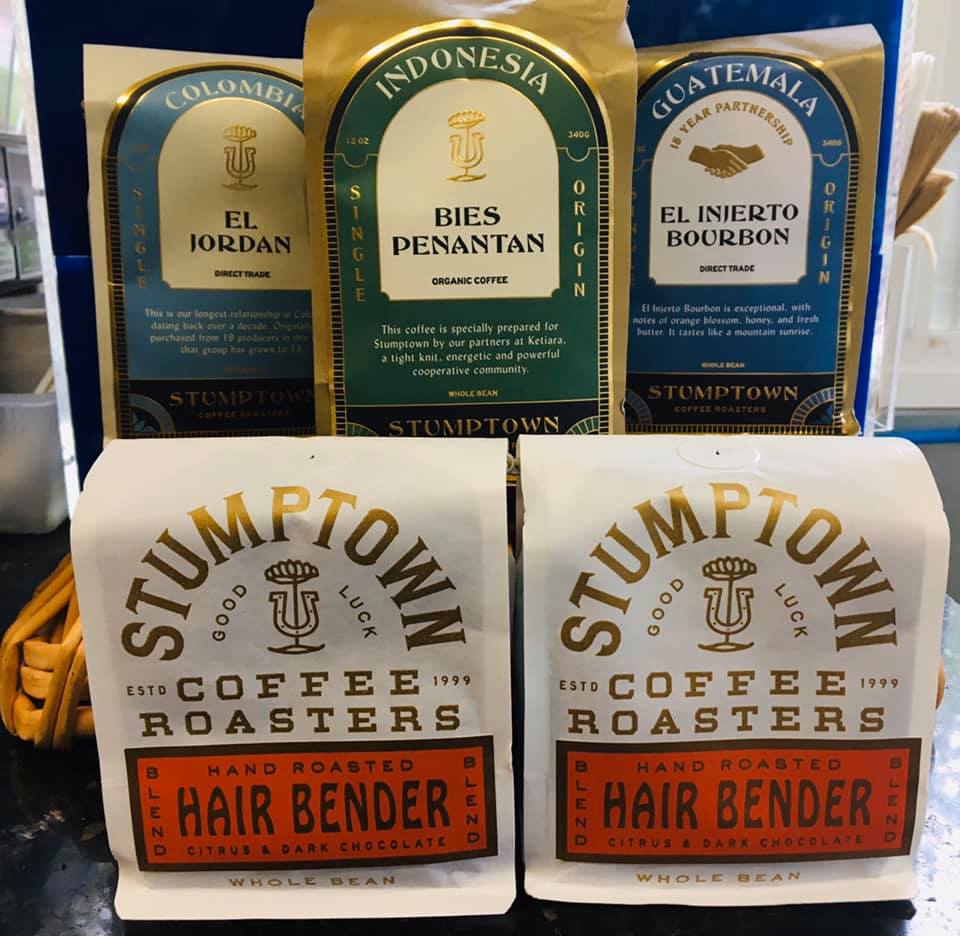 COLOMBIA
SINGLE
EL
JORDAN
DIRECT TRADE
This is our longest relationship in
dating back over a decade.
purchased from 19 producers in this
that group has grown to
STUMPTOWN
COFFEE ROASTERS
INDONESIA
12 OZ
340G
SINGLE
ORIGIN
BIES
PENANTAN
ORGANIC COFFEE
This coffee is specially prepared for
Stumptown by our partners at Ketiara,
a tight knit, energetic and powerful
cooperative community.
WHOLE BEAN
STUMPTOWN
GUATEMALA
15 YEAR PARTNERSHIP
340G
ORIGIN
EL INJERTO
BOURBON
DIRECT TRADE
El Injerto Bourbon is exceptional, with
notes of orange blossom, honey, and fresh
butter. It tastes like a mountain sunrise.
WHOLE BEAN
STUMPTOWN
COFFEE ROASTERS
STUMPTOWN
GOOD LUCK
ESTD COFFEE 1999
ROASTERS
BLEND
HAND ROASTED
HAIR BENDER
CITRUS & DARK CHOCOLATE
BLEND
WHOLE BEAN
STUMPTOWN
GOOD LUCK
ESTD COFFEE 1999
ROASTERS
BLEND
HAND ROASTED
HAIR BENDER
CITRUS & DARK CHOCOLATE
BLEND
WHOLE BEAN